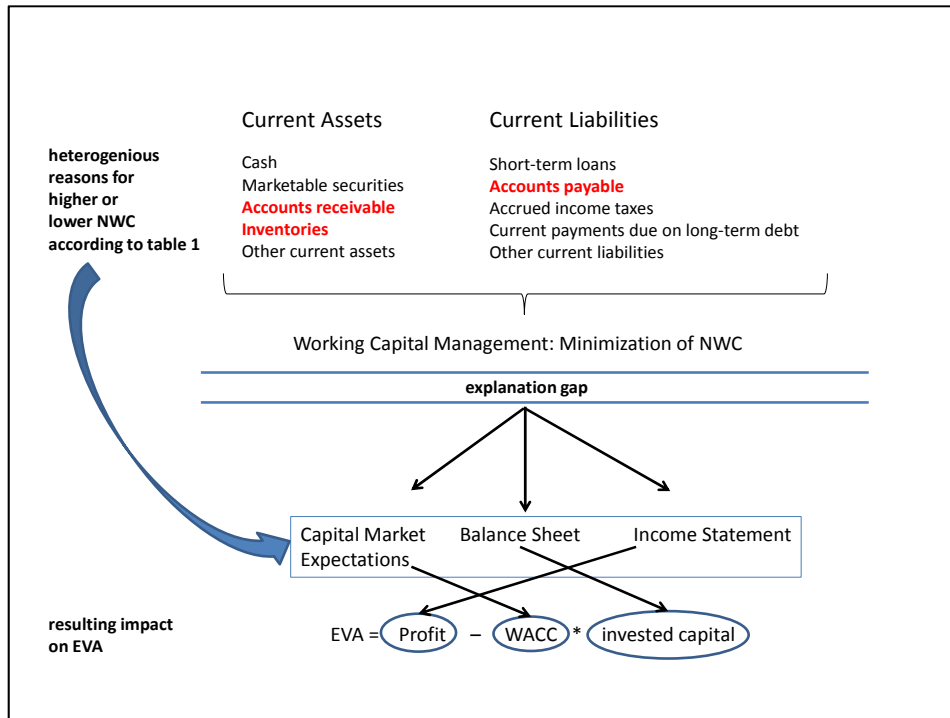 Current Assets
Current Liabilities
heterogenious
reasons for
higher or
lower NWC
according to table 1
Cash
Marketable securities
Accounts receivable
Inventories
Other current assets
Short-term loans
Accounts payable
Accrued income taxes
Current payments due on long-term debt
Other current liabilities
Working Capital Management: Minimization of NWC
explanation gap
Capital Market
Expectations
Balance Sheet
Income Statement
resulting impact
on EVA
EVA = Profit – WACC * invested capital